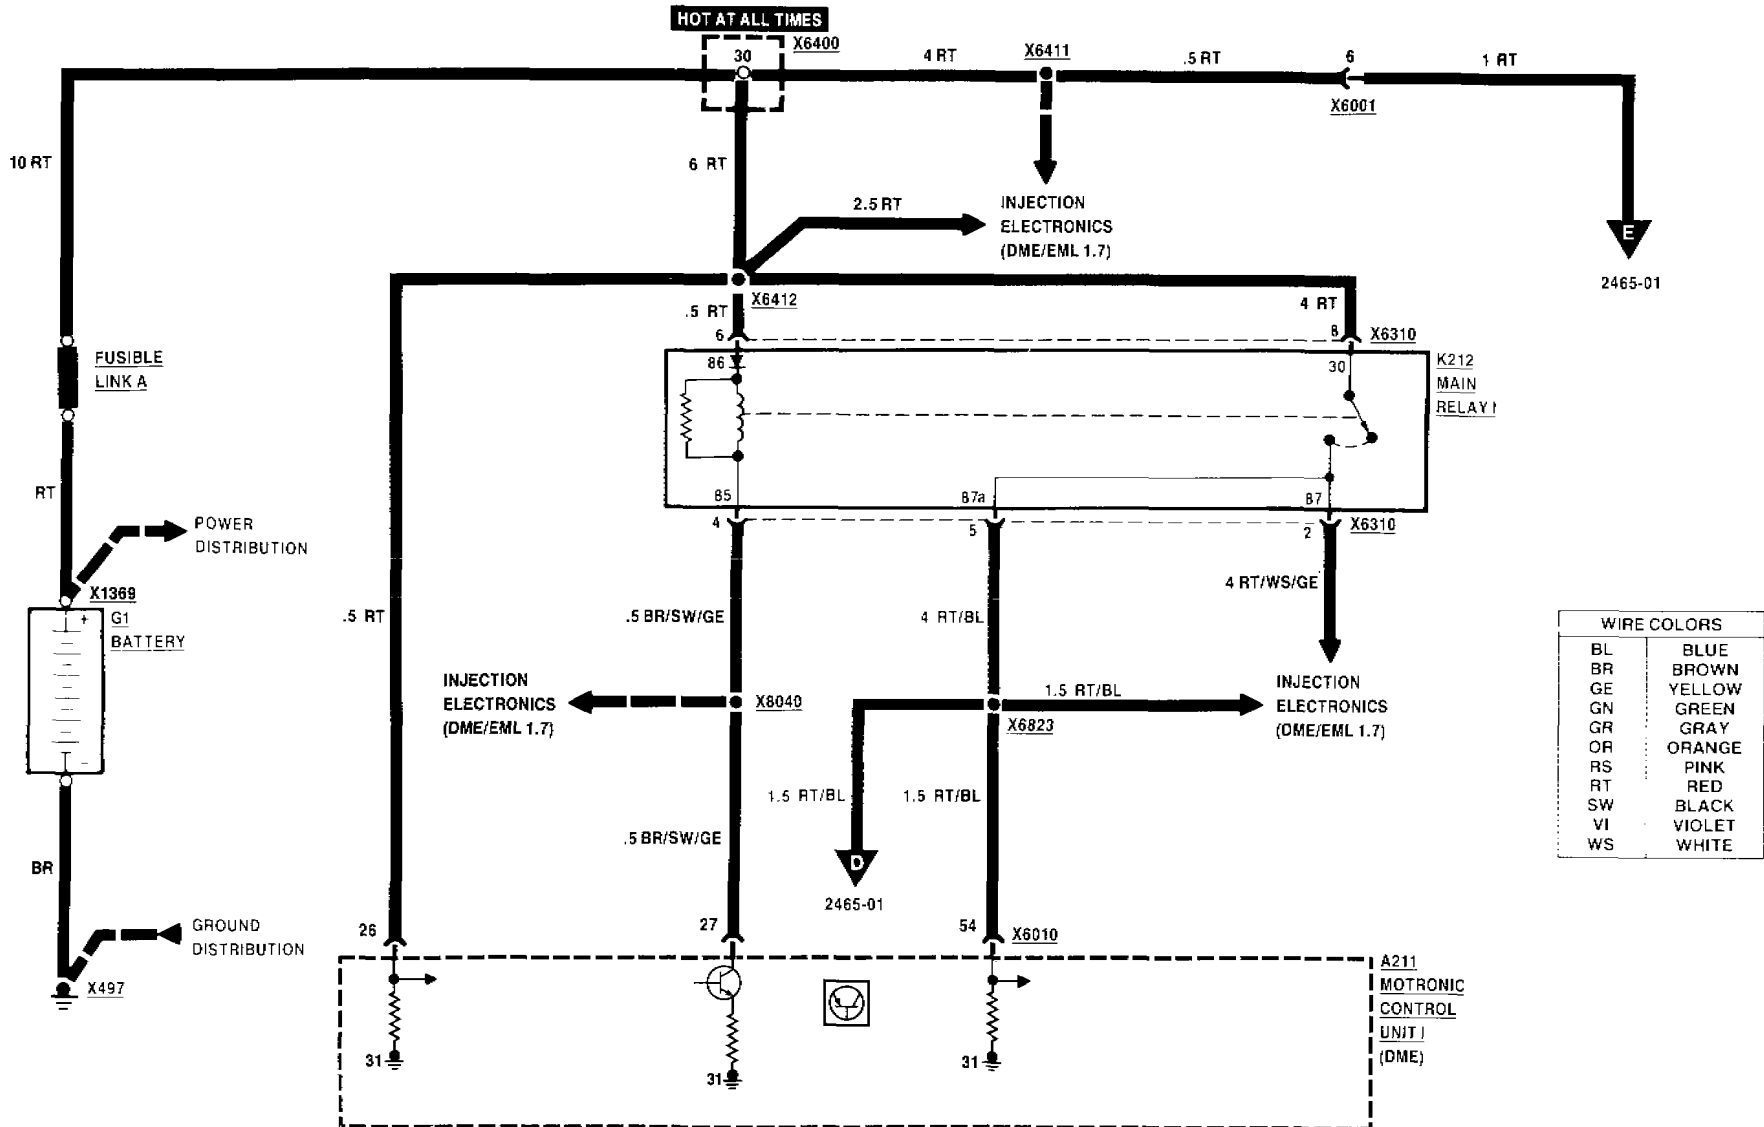 HOT AT ALL TIMES
X6400
30
4 RT
X6411
.5 RT
6
1 RT
X6001
10 RT
6 RT
2.5 RT
INJECTION
ELECTRONICS
(DME/EML 1.7)
E
2465-01
X6412
.5 RT
4 RT
6
8
X6310
FUSIBLE
LINK A
86
30
K212
MAIN
RELAY I
RT
85
87a
87
4
5
2
X6310
POWER
DISTRIBUTION
X1369
G1
BATTERY
+
-
.5 RT
.5 BR/SW/GE
4 RT/BL
4 RT/WS/GE
INJECTION
ELECTRONICS
(DME/EML 1.7)
X8040
1.5 RT/BL
X6823
INJECTION
ELECTRONICS
(DME/EML 1.7)
WIRE COLORS
BL BLUE
BR BROWN
GE YELLOW
GN GREEN
GR GRAY
OR ORANGE
RS PINK
RT RED
SW BLACK
VI VIOLET
WS WHITE
1.5 RT/BL
1.5 RT/BL
.5 BR/SW/GE
BR
D
2465-01
GROUND
DISTRIBUTION
X497
26
27
54
X6010
A211
MOTRONIC
CONTROL
UNIT I
(DME)
31
31
31